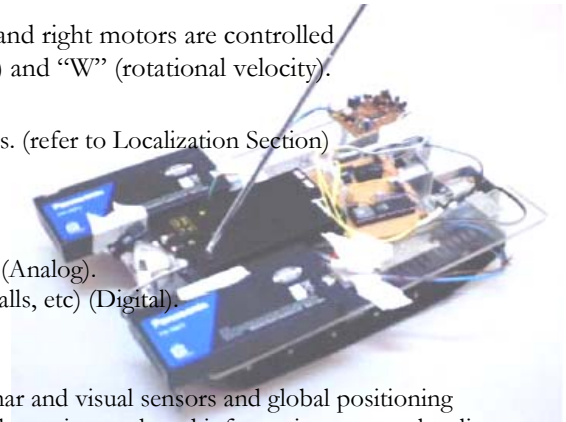 and right motors are controlled
) and “W” (rotational velocity).
s. (refer to Localization Section)
(Analog).
alls, etc) (Digital).
Panasonic
Panasonic
nar and visual sensors and global positioning